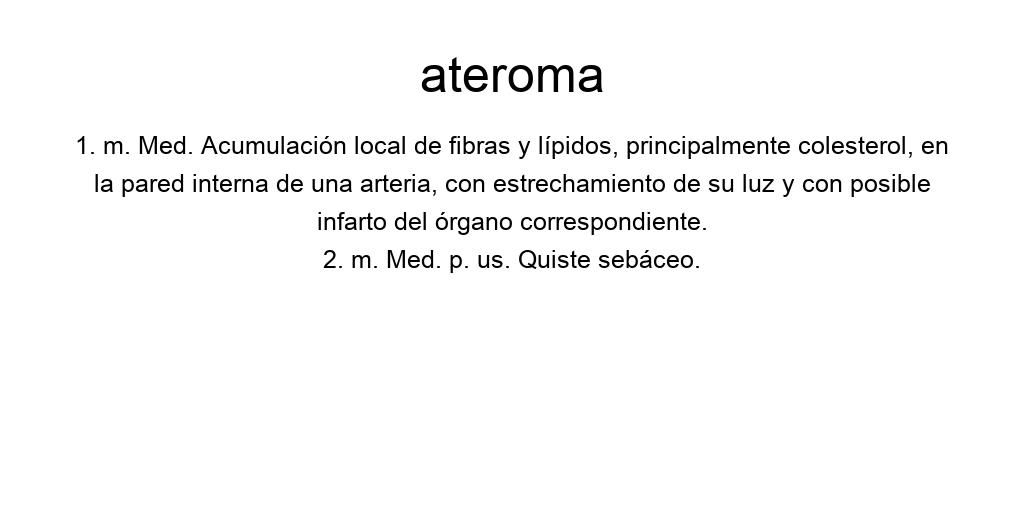 ateroma
1. m. Med. Acumulación local de fibras y lípidos, principalmente colesterol, en
la pared interna de una arteria, con estrechamiento de su luz y con posible
infarto del órgano correspondiente.
2. m. Med. p. us. Quiste sebáceo.